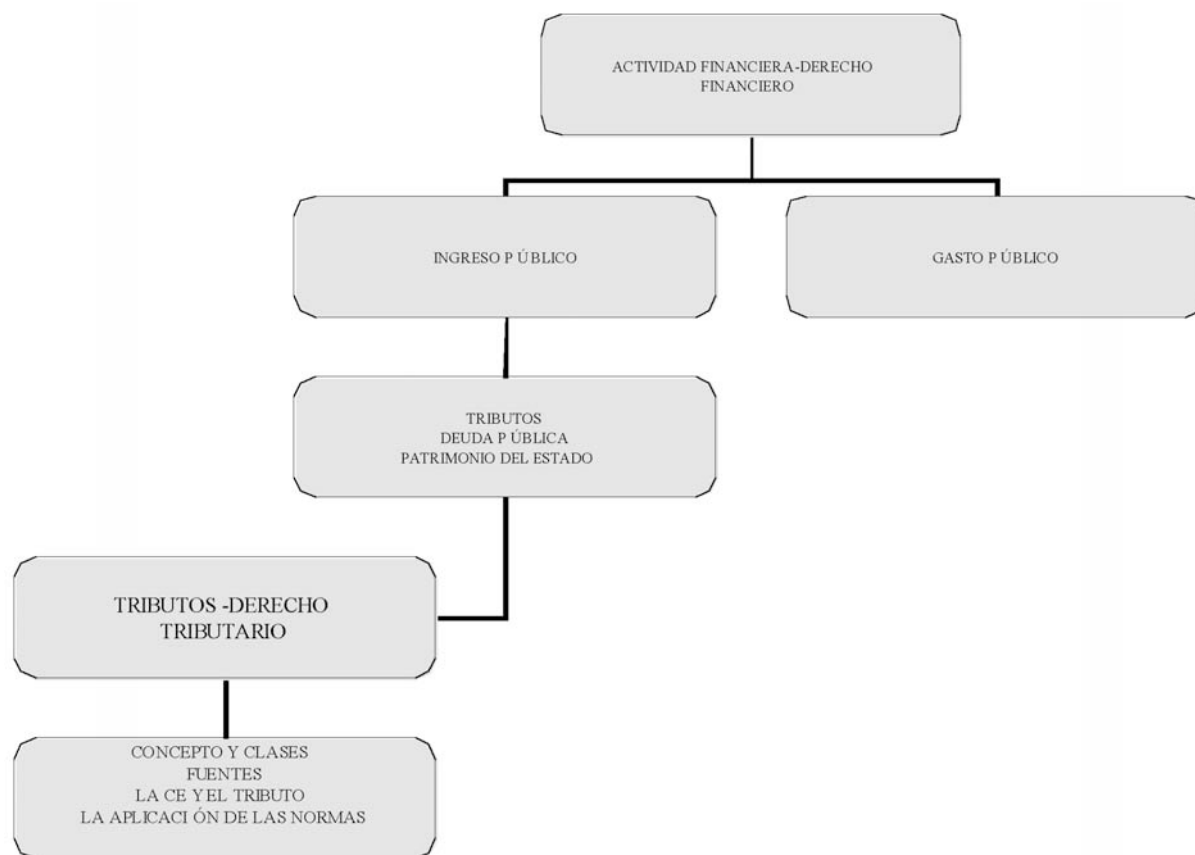 ACTIVIDAD FINANCIERA-DERECHO
FINANCIERO
INGRESO P ÚBLICO
GASTO P ÚBLICO
TRIBUTOS
DEUDA P ÚBLICA
PATRIMONIO DEL ESTADO
TRIBUTOS -DERECHO
TRIBUTARIO
CONCEPTO Y CLASES
FUENTES
LA CE Y EL TRIBUTO
LA APLICACI ÓN DE LAS NORMAS